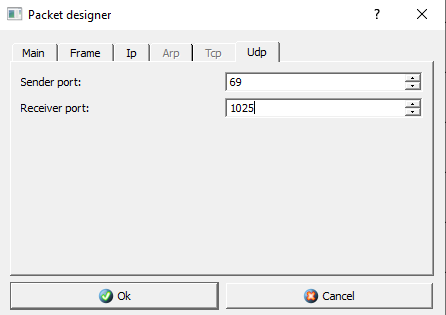 Packet designer
Main Frame Ip Arp Tcp Udp
Sender port: 69
Receiver port: 1025
Ok Cancel